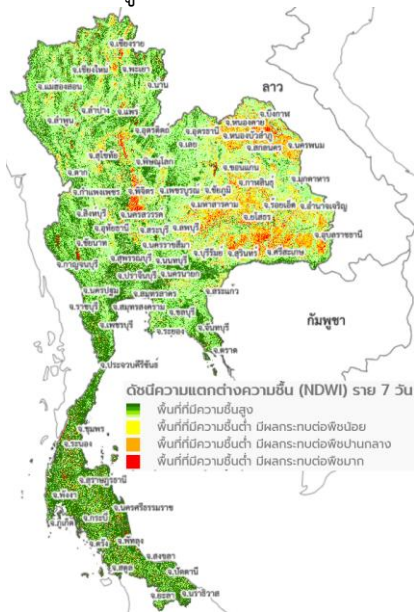 จ.เชียงราย
จ.เชียงใหม่
จ.พะเยา
จ.แม่ฮ่องสอน
จ.น่าน
ลาว
จ.ลำปาง
จ.แพร่
จ.ลำพูน
จ.อุตรดิตถ์
จ.บึงกาฬ
จ.หนองคาย
จ.อุดรธานี
จ.หนองบัวลำภู
จ.เลย
จ.สกลนคร
จ.นครพนม
จ.สุโขทัย
จ.พิษณุโลก
จ.ตาก
จ.ขอนแก่น
จ.มุกดาหาร
จ.กำแพงเพชร
จ.พิจิตร
จ.เพชรบูรณ์
จ.ชัยภูมิ
จ.กาฬสินธุ์
จ.มหาสารคาม
จ.ร้อยเอ็ด
จ.อำนาจเจริญ
จ.สิงห์บุรี
จ.นครสวรรค์
จ.ยโสธร
จ.อุทัยธานี
จ.สระบุรี
จ.ลพบุรี
จ.อุบลราชธานี
จ.ชัยนาท
จ.นครราชสีมา
จ.บุรีรัมย์
จ.สุรินทร์
จ.ศรีสะเกษ
จ.กาญจนบุรี
จ.สุพรรณบุรี
จ.นนทบุรี
จ.ปราจีนบุรี
จ.นครนายก
จ.นครปฐม
จ.สมุทรสาคร
จ.สระแก้ว
จ.ราชบุรี
จ.สมุทรสงคราม
จ.ชลบุรี
จ.เพชรบุรี
จ.ระยอง
จ.จันทบุรี
กัมพูชา
จ.ตราด
จ.ประจวบคีรีขันธ์
ดัชนีความแตกต่างความชื้น (NDWI) ราย 7 วัน
พื้นที่ที่มีความชื้นสูง
พื้นที่ที่มีความชื้นต่ำ มีผลกระทบต่อพืชน้อย
พื้นที่ที่มีความชื้นต่ำ มีผลกระทบต่อพืชปานกลาง
พื้นที่ที่มีความชื้นต่ำ มีผลกระทบต่อพืชมาก
จ.ชุมพร
จ.ระนอง
จ.สุราษฎรธานี
จ.พังงา
จ.นครศรีธรรมราช
จ.ภูเก็ต
จ.กระบี่
จ.ตรัง
จ.พัทลุง
จ.สงขลา
จ.สตูล
จ.ปัตตานี
จ.ยะลา
จ.นราธิวาส